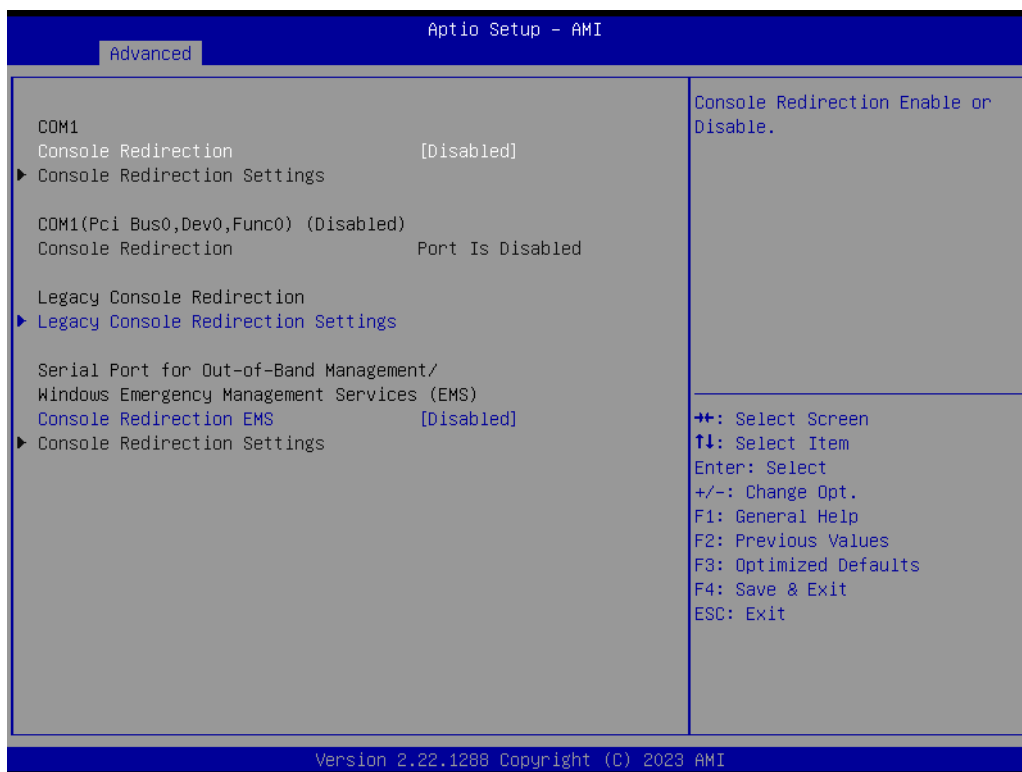 Aptio Setup - AMI
Advanced
COM1
Console Redirection [Disabled]
▶ Console Redirection Settings
COM1(Pci Bus0,Dev0,Func0) (Disabled)
Console Redirection Port Is Disabled
Legacy Console Redirection
▶ Legacy Console Redirection Settings
Serial Port for Out-of-Band Management/
Windows Emergency Management Services (EMS)
Console Redirection EMS [Disabled]
▶ Console Redirection Settings
Console Redirection Enable or
Disable.
→←: Select Screen
↑↓: Select Item
Enter: Select
+/-: Change Opt.
F1: General Help
F2: Previous Values
F3: Optimized Defaults
F4: Save & Exit
ESC: Exit
Version 2.22.1288 Copyright (C) 2023 AMI